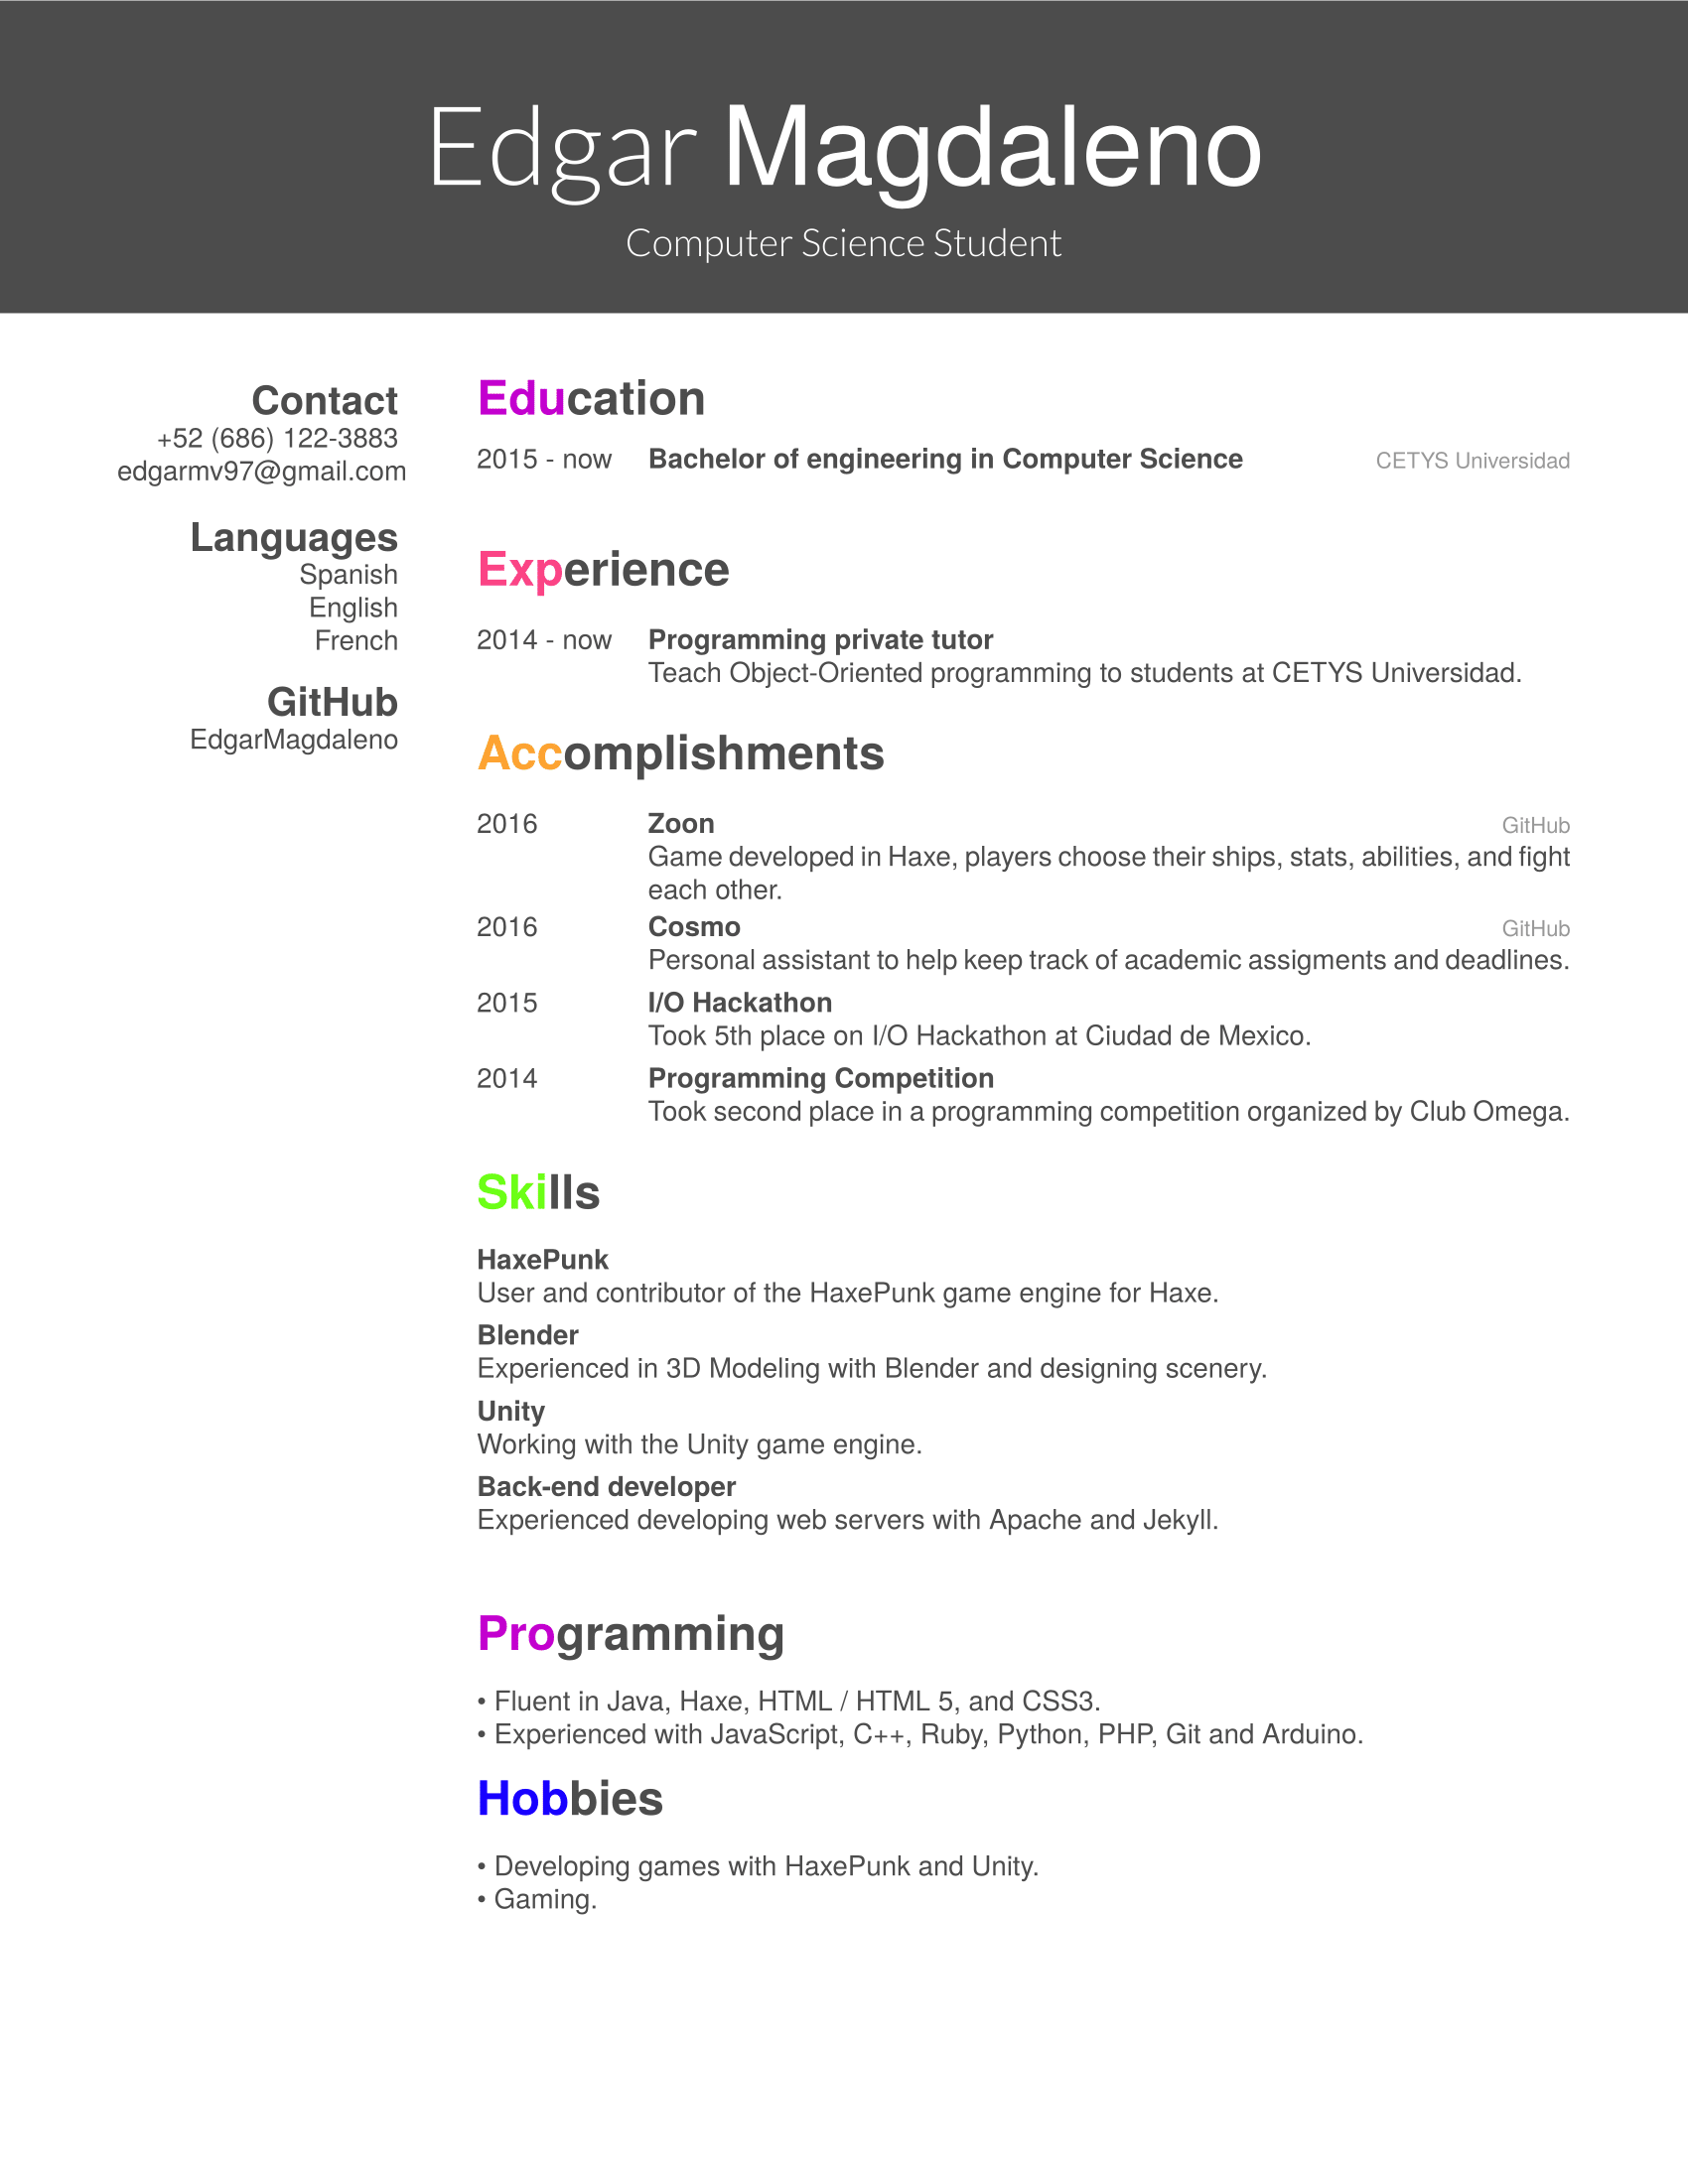 Edgar Magdaleno
Computer Science Student
Contact
+52 (686) 122-3883
edgarmv97@gmail.com
Languages
Spanish
English
French
GitHub
EdgarMagdaleno
Education
2015 - now Bachelor of engineering in Computer Science CETYS Universidad
Experience
2014 - now Programming private tutor
Teach Object-Oriented programming to students at CETYS Universidad.
Accomplishments
2016 Zoon GitHub
Game developed in Haxe, players choose their ships, stats, abilities, and fight
each other.
2016 Cosmo GitHub
Personal assistant to help keep track of academic assigments and deadlines.
2015 I/O Hackathon
Took 5th place on I/O Hackathon at Ciudad de Mexico.
2014 Programming Competition
Took second place in a programming competition organized by Club Omega.
Skills
HaxePunk
User and contributor of the HaxePunk game engine for Haxe.
Blender
Experienced in 3D Modeling with Blender and designing scenery.
Unity
Working with the Unity game engine.
Back-end developer
Experienced developing web servers with Apache and Jekyll.
Programming
• Fluent in Java, Haxe, HTML / HTML 5, and CSS3.
• Experienced with JavaScript, C++, Ruby, Python, PHP, Git and Arduino.
Hobbies
• Developing games with HaxePunk and Unity.
• Gaming.